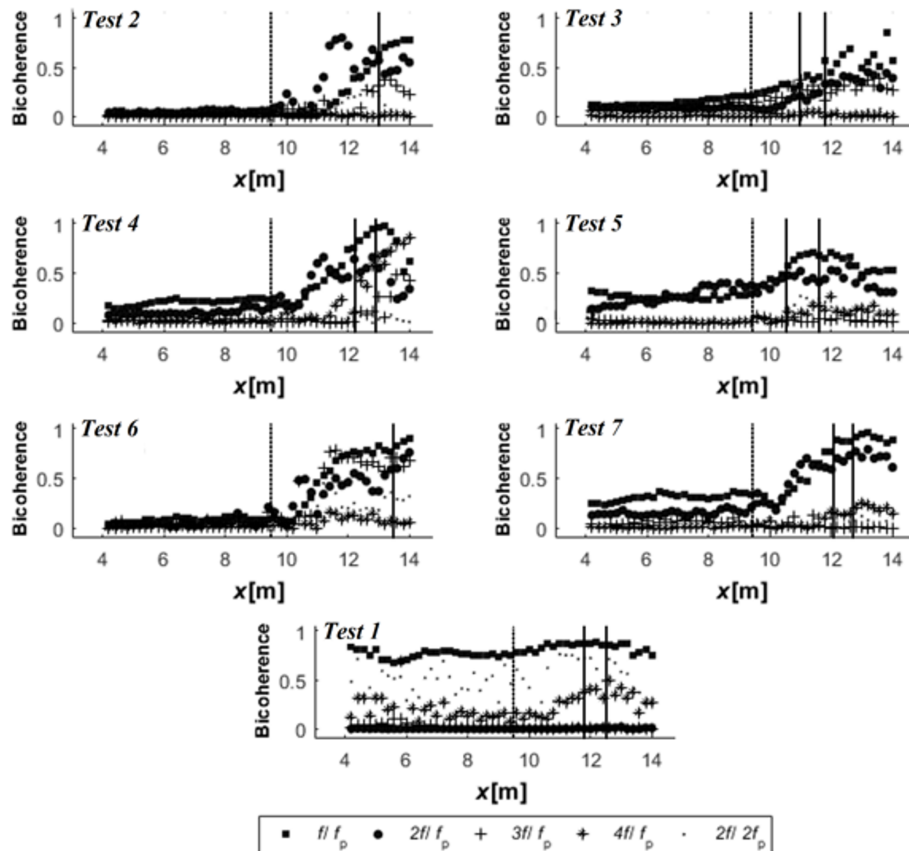 Test 2
Bicoherence
1
0.5
0
4 6 8 10 12 14
x[m]
Test 3
Bicoherence
1
0.5
0
4 6 8 10 12 14
x[m]
Test 4
Bicoherence
1
0.5
0
4 6 8 10 12 14
x[m]
Test 5
Bicoherence
1
0.5
0
4 6 8 10 12 14
x[m]
Test 6
Bicoherence
1
0.5
0
4 6 8 10 12 14
x[m]
Test 7
Bicoherence
1
0.5
0
4 6 8 10 12 14
x[m]
Test 1
Bicoherence
1
0.5
0
4 6 8 10 12 14
x[m]
f/ fp 2f/ fp 3f/ fp 4f/ fp 2f/ 2fp